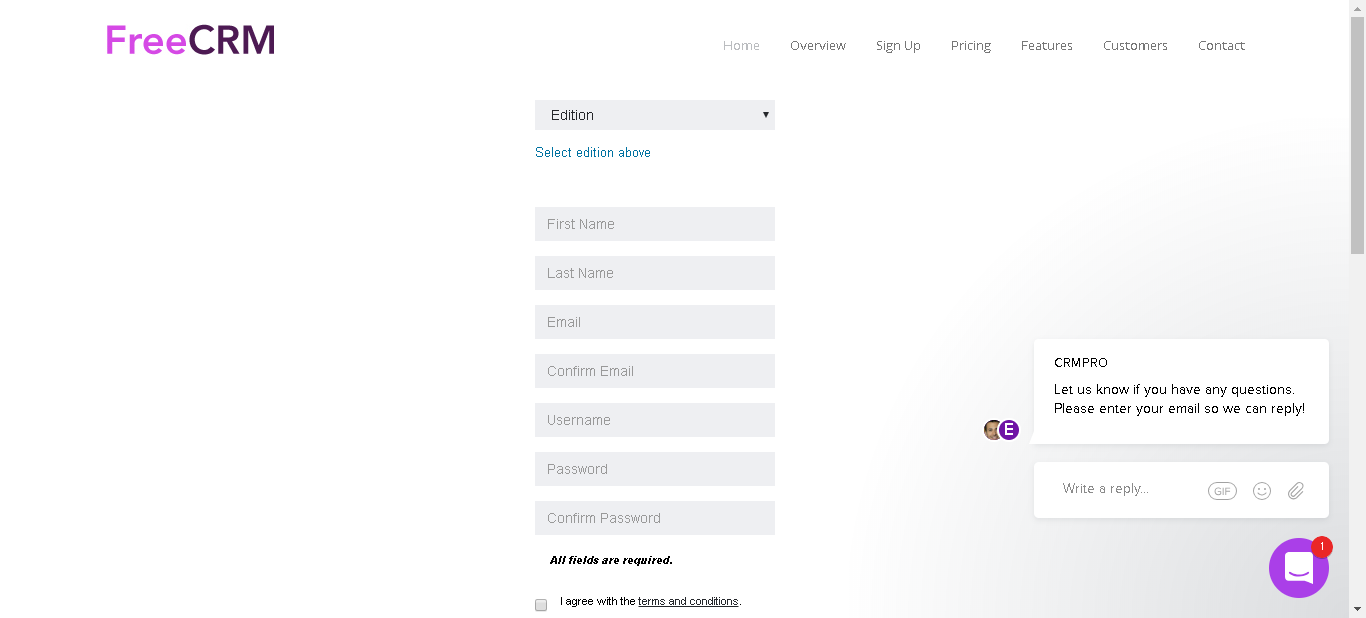 FreeCRM
Home Overview Sign Up Pricing Features Customers Contact
Edition
Select edition above
First Name
Last Name
Email
Confirm Email
Username
Password
Confirm Password
All fields are required.
I agree with the terms and conditions.
CRMPRO
Let us know if you have any questions.
Please enter your email so we can reply!
E
Write a reply...
GIF
1